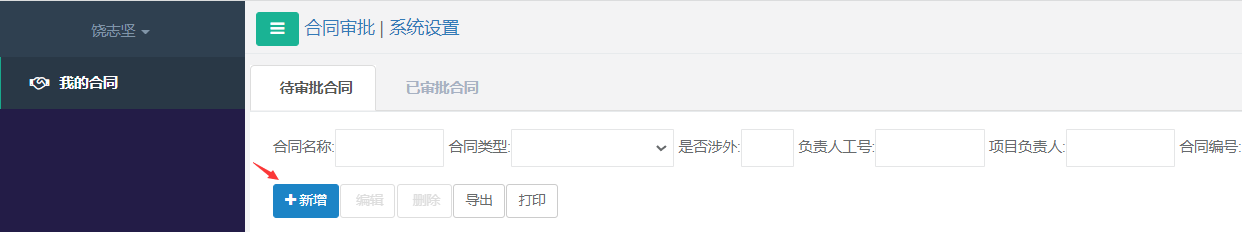 饶志坚
合同审批 | 系统设置
我的合同
待审批合同 已审批合同
合同名称: 合同类型: 是否涉外: 负责人工号: 项目负责人: 合同编号:
新增 编辑 删除 导出 打印